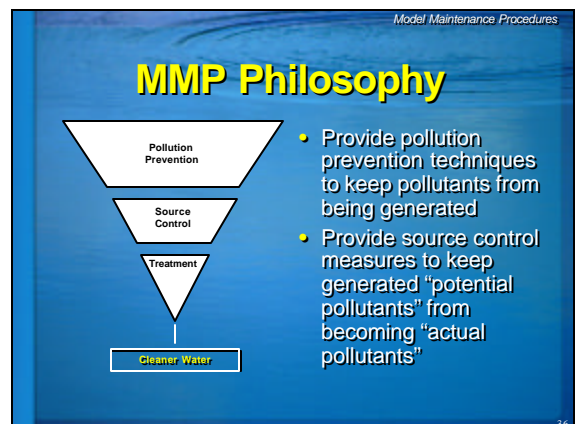 Model Maintenance Procedures
MMP Philosophy
Pollution
Prevention
Source
Control
Treatment
Cleaner Water
• Provide pollution
prevention techniques
to keep pollutants from
being generated
• Provide source control
measures to keep
generated “potential
pollutants” from
becoming “actual
pollutants”
36